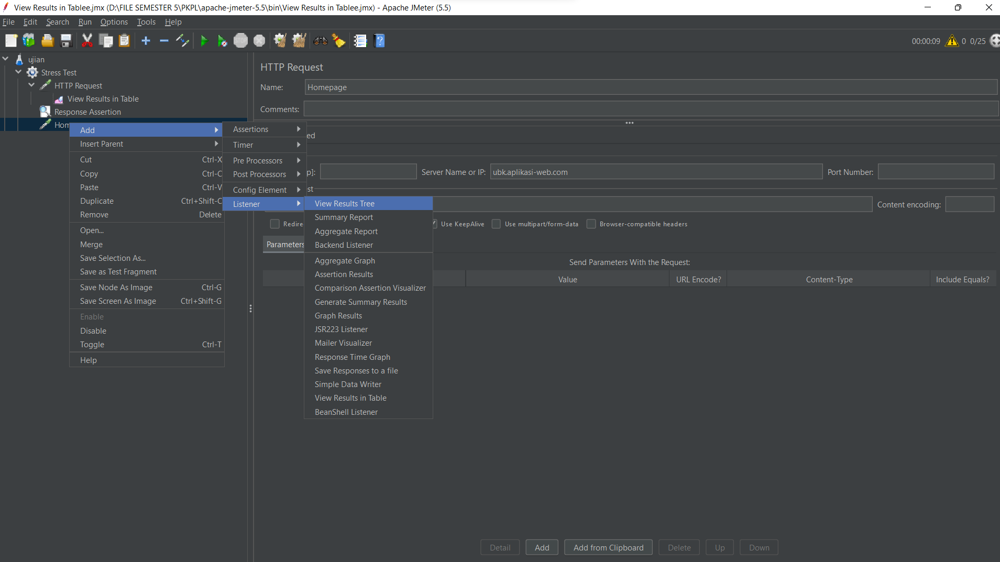 View Results in Tablee.jmx (D:\FILE SEMESTER 5\PKPL\apache-jmeter-5.5\bin\View Results in Tablee.jmx) - Apache JMeter (5.5)
File Edit Search Run Options Tools Help
STOP
00:00:09 0 0/25
ujian
Stress Test
HTTP Request
View Results in Table
Response Assertion
Hom
HTTP Request
Name: Homepage
Comments:
ed
p]: Server Name or IP: ubk.aplikasi-web.com Port Number:
st
Content encoding:
Redire Use KeepAlive Use multipart/form-data Browser-compatible headers
Parameters
Send Parameters With the Request:
Value URL Encode? Content-Type Include Equals?
Add
Insert Parent
Cut Ctrl-X
Copy Ctrl-C
Paste Ctrl-V
Duplicate Ctrl+Shift-C
Remove Delete
Open...
Merge
Save Selection As...
Save as Test Fragment
Save Node As Image Ctrl-G
Save Screen As Image Ctrl+Shift-G
Enable
Disable
Toggle Ctrl-T
Help
Assertions
Timer
Pre Processors
Post Processors
Config Element
Listener
View Results Tree
Summary Report
Aggregate Report
Backend Listener
Aggregate Graph
Assertion Results
Comparison Assertion Visualizer
Generate Summary Results
Graph Results
JSR223 Listener
Mailer Visualizer
Response Time Graph
Save Responses to a file
Simple Data Writer
View Results in Table
BeanShell Listener
Detail Add Add from Clipboard Delete Up Down